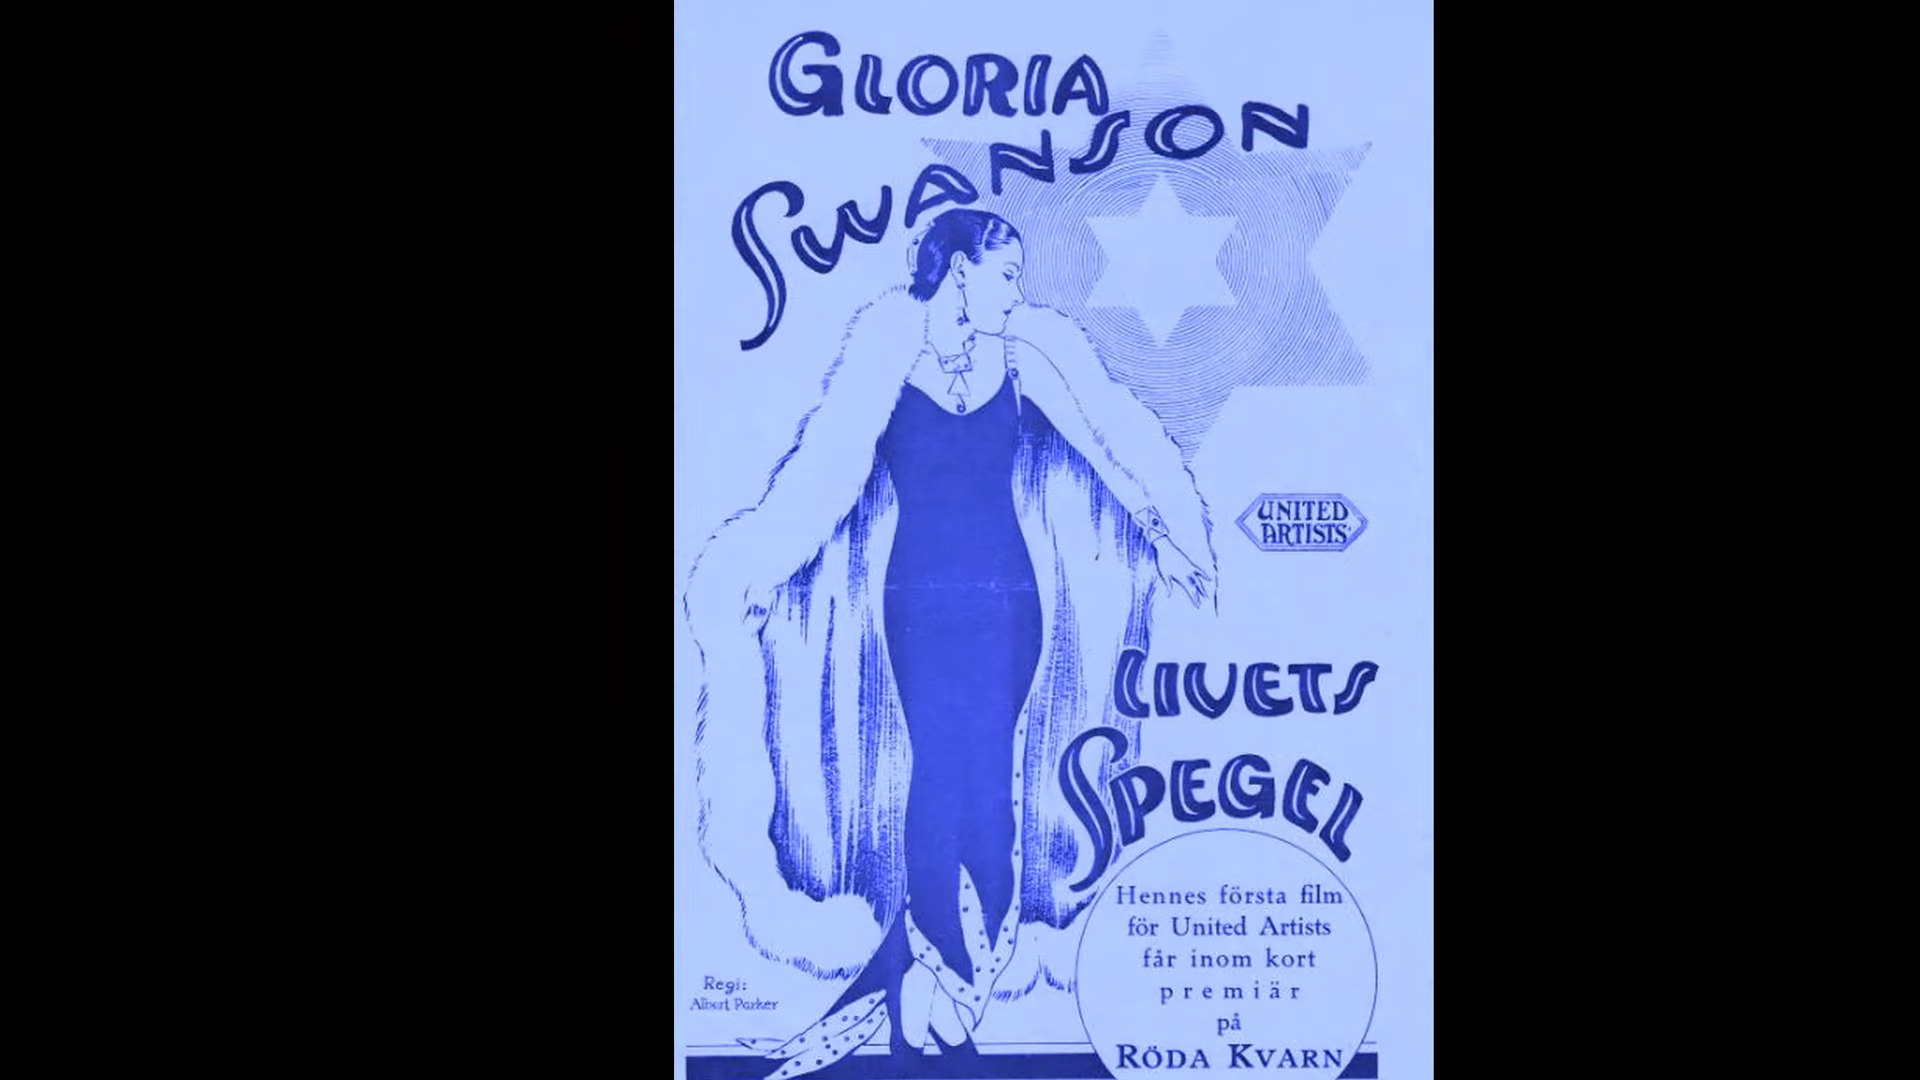 GLORIA
SWANSON
UNITED
ARTISTS
LIVETS
SPEGEL
Hennes första film
för United Artists
får inom kort
premiär
på
RÖDA KVARN
Regi:
Albert Parker